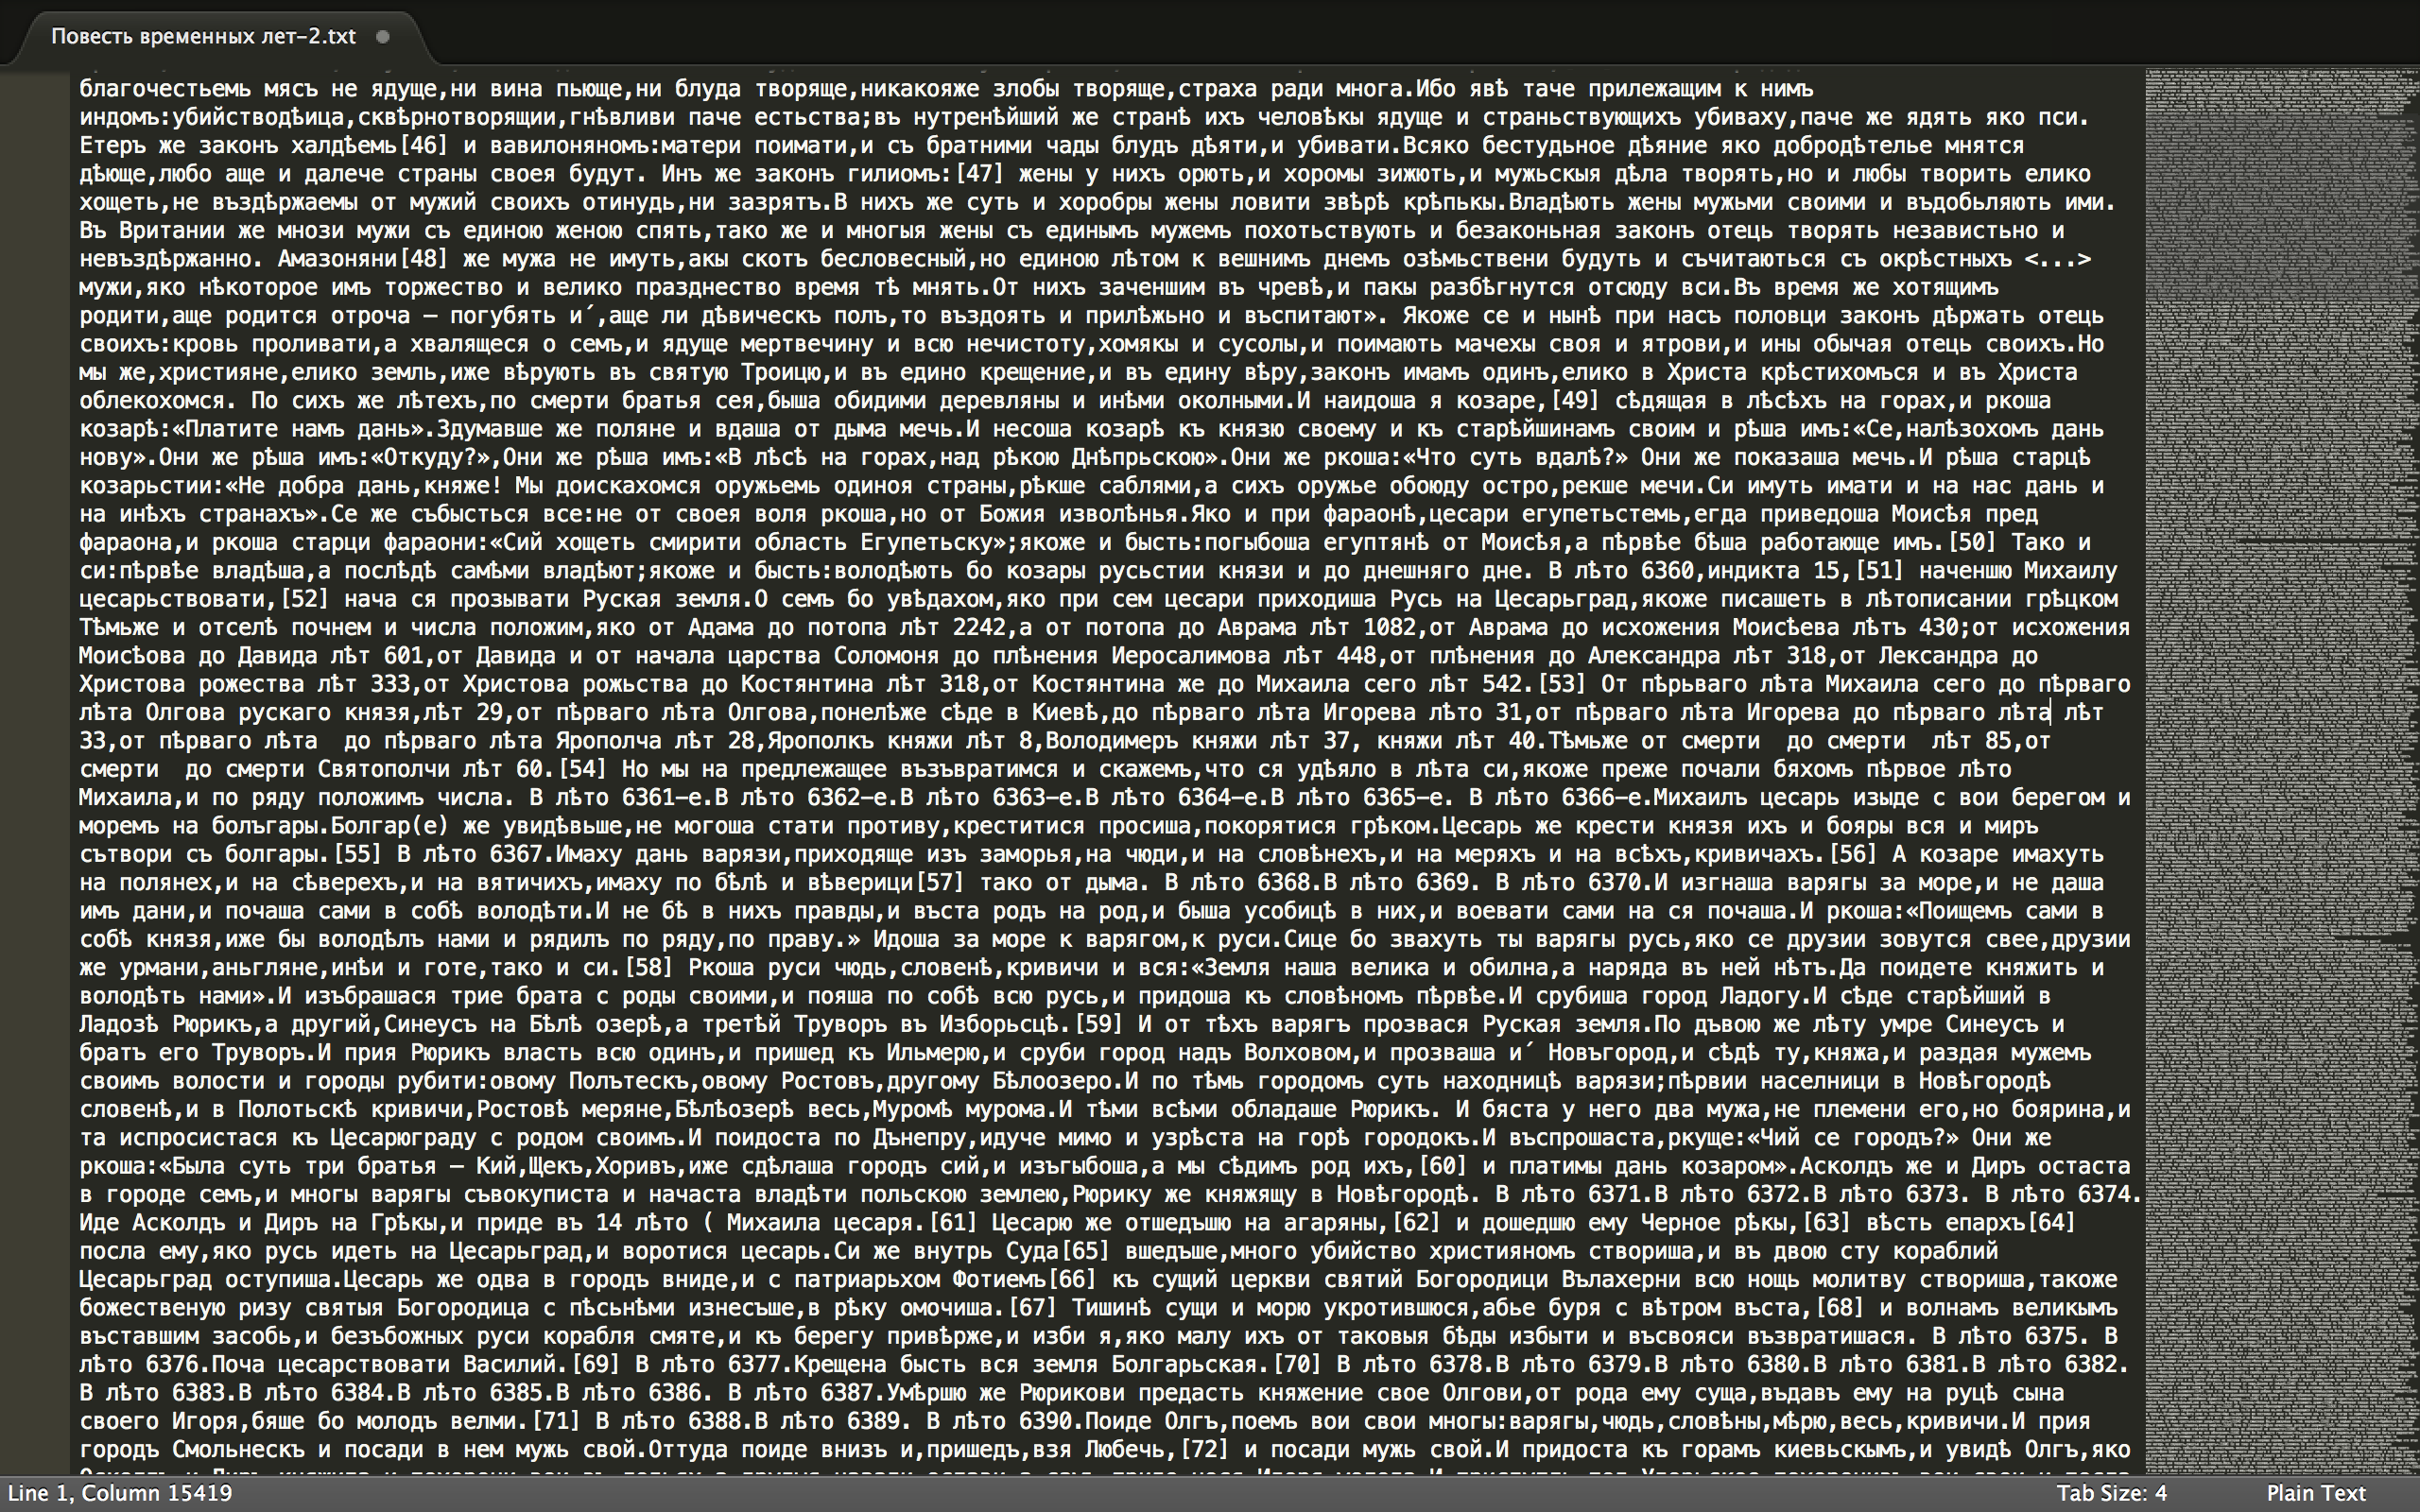 Повесть временных лет-2.txt
благочестьемь мясъ не ядуще,ни вина пьюще,ни блуда творяще,никакояже злобы творяще,страха ради многа.Ибо явѣ таче прилежащим к нимъ
индомъ:убийстводѣица,сквѣрнотворящии,гнѣвливи паче естьства;въ нутренѣйший же странѣ ихъ человѣкы ядуще и страньствующихъ убиваху,паче же ядять яко пси.
Етеръ же законъ халдѣемь[46] и вавилоняномъ:матери поимати,и съ братними чады блудъ дѣяти,и убивати.Всяко бестудьное дѣяние яко добродѣтелье мнятся
дѣюще,любо аще и далече страны своея будут. Инъ же законъ гилиомъ:[47] жены у нихъ орють,и хоромы зижють,и мужьскыя дѣла творять,но и любы творить елико
хощеть,не въздѣржаемы от мужий своихъ отинудь,ни зазрятъ.В нихъ же суть и хоробры жены ловити звѣрѣ крѣпькы.Владѣють жены мужьми своими и въдобьляють ими.
Въ Британии же мнози мужи съ единою женою спять,тако же и многыя жены съ единымъ мужемъ похотьствують и безаконьная законъ отець творять независтьно и
невъздѣржанно. Амазоняни[48] же мужа не имуть,акы скотъ бесловесный,но единою лѣтом к вешнимъ днемъ озѣмьствени будуть и съчитаються съ окрѣстныхъ <...>
мужи,яко нѣкоторое имъ торжество и велико празднество время тѣ мнять.От нихъ заченшим въ чревѣ,и пакы разбѣгнутся отсюду вси.Въ время же хотящимъ
родити,аще родится отроча — погубять и´,аще ли дѣвическъ полъ,то въздоять и прилѣжьно и въспитают». Якоже се и нынѣ при насъ половци законъ дѣржать отець
своихъ:кровь проливати,а хвалящеся о семъ,и ядуще мертвечину и всю нечистоту,хомякы и сусолы,и поимають мачехы своя и ятрови,и ины обычая отець своихъ.Но
мы же,християне,елико земль,иже вѣрують въ святую Троицю,и въ едино крещение,и въ едину вѣру,законъ имамъ одинъ,елико в Христа крѣстихомъся и въ Христа
облекохомся. По сихъ же лѣтехъ,по смерти братья сея,быша обидими деревляны и инѣми околными.И наидоша я козаре,[49] сѣдящая в лѣсѣхъ на горах,и ркоша
козарѣ:«Платите намъ дань».Здумавше же поляне и вдаша от дыма мечь.И несоша козарѣ къ князю своему и къ старѣйшинамъ своим и рѣша имъ:«Се,налѣзохомъ дань
нову».Они же рѣша имъ:«Откуду?»,Они же рѣша имъ:«В лѣсѣ на горах,над рѣкою Днѣпрьскою».Они же ркоша:«Что суть вдалѣ?» Они же показаша мечь.И рѣша старцѣ
козарьстии:«Не добра дань,княже! Мы доискахомся оружьемь одиноя страны,рѣкше саблями,а сихъ оружье обоюду остро,рекше мечи.Си имуть имати и на нас дань и
на инѣхъ странахъ».Се же събысться все:не от своея воля ркоша,но от Божия изволѣнья.Яко и при фараонѣ,цесари егупетьстемь,егда приведоша Моисѣя пред
фараона,и ркоша старци фараони:«Сий хощеть смирити область Егупетьску»;якоже и бысть:погыбоша егуптянѣ от Моисѣя,а пѣрвѣе бѣша работающе имъ.[50] Тако и
си:пѣрвѣе владѣша,а послѣдѣ самѣми владѣют;якоже и бысть:володѣють бо козары русьстии князи и до днешняго дне. В лѣто 6360,индикта 15,[51] наченшю Михаилу
цесарьствовати,[52] нача ся прозывати Руская земля.О семъ бо увѣдахом,яко при сем цесари приходиша Русь на Цесарьград,якоже писашеть в лѣтописании грѣцком
Тѣмьже и отселѣ почнем и числа положим,яко от Адама до потопа лѣт 2242,а от потопа до Аврама лѣт 1082,от Аврама до исхожения Моисѣева лѣтъ 430;от исхожения
Моисѣова до Давида лѣт 601,от Давида и от начала царства Соломоня до плѣнения Иеросалимова лѣт 448,от плѣнения до Александра лѣт 318,от Лександра до
Христова рожества лѣт 333,от Христова рожьства до Костянтина лѣт 318,от Костянтина же до Михаила сего лѣт 542.[53] От пѣрьваго лѣта Михаила сего до пѣрваго
лѣта Олгова рускаго князя,лѣт 29,от пѣрваго лѣта Олгова,понелѣже сѣде в Киевѣ,до пѣрваго лѣта Игорева лѣто 31,от пѣрваго лѣта Игорева до пѣрваго лѣта лѣт
33,от пѣрваго лѣта  до пѣрваго лѣта Ярополча лѣт 28,Ярополкъ княжи лѣт 8,Володимеръ княжи лѣт 37, княжи лѣт 40.Тѣмьже от смерти  до смерти  лѣт 85,от
смерти  до смерти Святополчи лѣт 60.[54] Но мы на предлежащее възъвратимся и скажемъ,что ся удѣяло в лѣта си,якоже преже почали бяхомъ пѣрвое лѣто
Михаила,и по ряду положимъ числа. В лѣто 6361-е.В лѣто 6362-е.В лѣто 6363-е.В лѣто 6364-е.В лѣто 6365-е. В лѣто 6366-е.Михаилъ цесарь изыде с вои берегом и
моремъ на болъгары.Болгар(е) же увидѣвьше,не могоша стати противу,креститися просиша,покорятися грѣком.Цесарь же крести князя ихъ и бояры вся и миръ
сътвори съ болгары.[55] В лѣто 6367.Имаху дань варязи,приходяще изъ заморья,на чюди,и на словѣнехъ,и на меряхъ и на всѣхъ,кривичахъ.[56] А козаре имахуть
на полянех,и на сѣверехъ,и на вятичихъ,имаху по бѣлѣ и вѣверици[57] тако от дыма. В лѣто 6368.В лѣто 6369. В лѣто 6370.И изгнаша варягы за море,и не даша
имъ дани,и почаша сами в собѣ володѣти.И не бѣ в нихъ правды,и въста родъ на род,и быша усобицѣ в них,и воевати сами на ся почаша.И ркоша:«Поищемъ сами в
собѣ князя,иже бы володѣлъ нами и рядилъ по ряду,по праву.» Идоша за море к варягом,к руси.Сице бо звахуть ты варягы русь,яко се друзии зовутся свее,друзии
же урмани,аньгляне,инѣи и готе,тако и си.[58] Ркоша руси чюдь,словенѣ,кривичи и вся:«Земля наша велика и обилна,а наряда въ ней нѣтъ.Да поидете княжить и
володѣть нами».И изъбрашася трие брата с роды своими,и пояша по собѣ всю русь,и придоша къ словѣномъ пѣрвѣе.И срубиша город Ладогу.И сѣде старѣйший в
Ладозѣ Рюрикъ,а другий,Синеусъ на Бѣлѣ озерѣ,а третѣй Труворъ въ Изборьсцѣ.[59] И от тѣхъ варягъ прозвася Руская земля.По дъвою же лѣту умре Синеусъ и
братъ его Труворъ.И прия Рюрикъ власть всю одинъ,и пришед къ Ильмерю,и сруби город надъ Волховом,и прозваша и´ Новъгород,и сѣдѣ ту,княжа,и раздая мужемъ
своимъ волости и городы рубити:овому Полътескъ,овому Ростовъ,другому Бѣлоозеро.И по тѣмь городомъ суть находницѣ варязи;пѣрвии населници в Новѣгородѣ
словенѣ,и в Полотьскѣ кривичи,Ростовѣ меряне,Бѣлѣозерѣ весь,Муромѣ мурома.И тѣми всѣми обладаше Рюрикъ. И бяста у него два мужа,не племени его,но боярина,и
та испросистася къ Цесарюграду с родом своимъ.И поидоста по Дънепру,идуче мимо и узрѣста на горѣ городокъ.И въспрошаста,ркуще:«Чий се городъ?» Они же
ркоша:«Была суть три братья — Кий,Щекъ,Хоривъ,иже сдѣлаша городъ сий,и изъгыбоша,а мы сѣдимъ род ихъ,[60] и платимы дань козаром».Асколдъ же и Диръ остаста
в городе семъ,и многы варягы съвокуписта и начаста владѣти польскою землею,Рюрику же княжящу в Новѣгородѣ. В лѣто 6371.В лѣто 6372.В лѣто 6373. В лѣто 6374.
Иде Асколдъ и Диръ на Грѣкы,и приде въ 14 лѣто ( Михаила цесаря.[61] Цесарю же отшедъшю на агаряны,[62] и дошедшю ему Черное рѣкы,[63] вѣсть епархъ[64]
посла ему,яко русь идеть на Цесарьград,и воротися цесарь.Си же внутрь Суда[65] вшедъше,много убийство християномъ створиша,и въ двою сту кораблий
Цесарьград оступиша.Цесарь же одва в городъ вниде,и с патриарьхом Фотиемъ[66] къ сущий церкви святий Богородици Вълахерни всю нощь молитву створиша,такоже
божественую ризу святыя Богородица с пѣсьнѣми изнесъше,в рѣку омочиша.[67] Тишинѣ сущи и морю укротившюся,абье буря с вѣтром въста,[68] и волнамъ великымъ
въставшим засобь,и безъбожных руси корабля смяте,и къ берегу привѣрже,и изби я,яко малу ихъ от таковыя бѣды избыти и въсвояси възвратишася. В лѣто 6375. В
лѣто 6376.Поча цесарствовати Василий.[69] В лѣто 6377.Крещена бысть вся земля Болгарьская.[70] В лѣто 6378.В лѣто 6379.В лѣто 6380.В лѣто 6381.В лѣто 6382.
В лѣто 6383.В лѣто 6384.В лѣто 6385.В лѣто 6386. В лѣто 6387.Умѣршю же Рюрикови предасть княжение свое Олгови,от рода ему суща,въдавъ ему на руцѣ сына
своего Игоря,бяше бо молодъ велми.[71] В лѣто 6388.В лѣто 6389. В лѣто 6390.Поиде Олгъ,поемъ вои свои многы:варягы,чюдь,словѣны,мѣрю,весь,кривичи.И прия
городъ Смольнескъ и посади в нем мужь свой.Оттуда поиде внизъ и,пришедъ,взя Любечь,[72] и посади мужь свой.И придоста къ горамъ киевьскымъ,и увидѣ Олгъ,яко
Line 1, Column 15419
Tab Size: 4
Plain Text